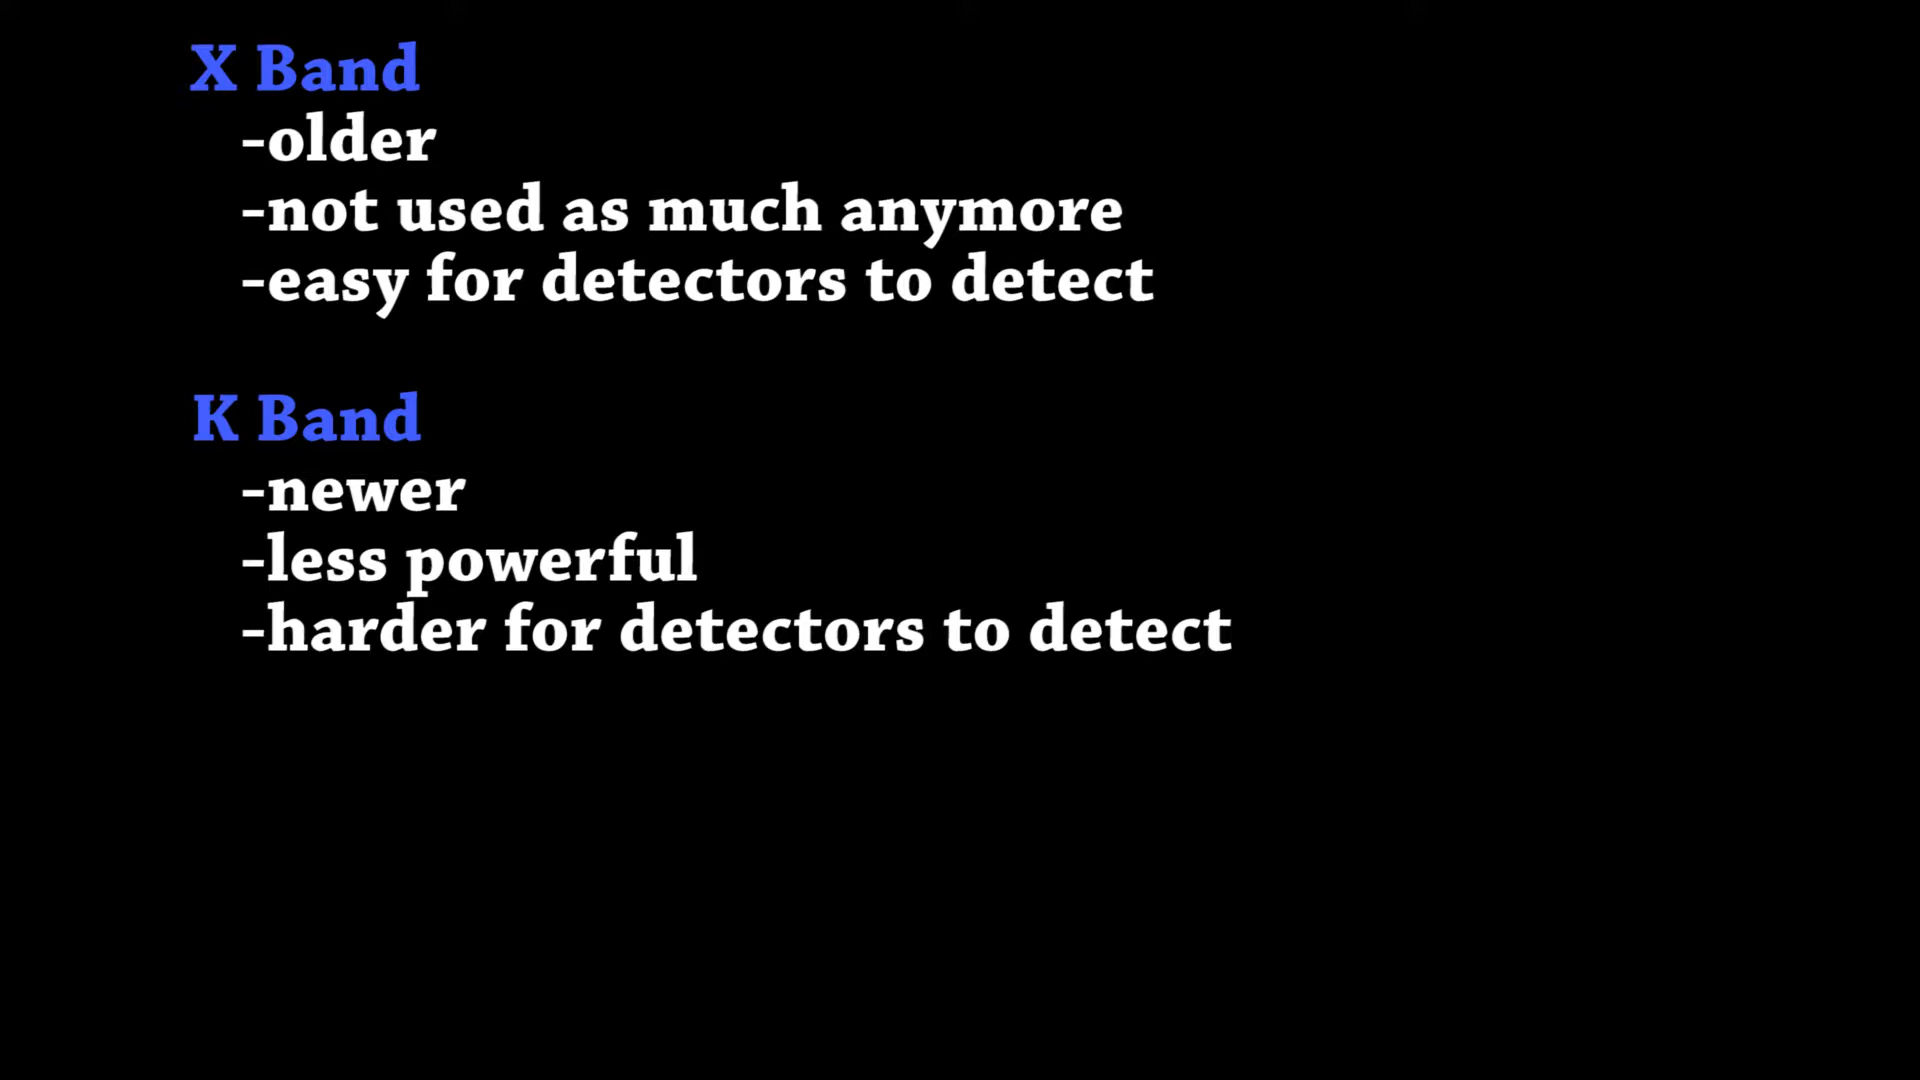 X Band
-older
-not used as much anymore
-easy for detectors to detect
K Band
-newer
-less powerful
-harder for detectors to detect